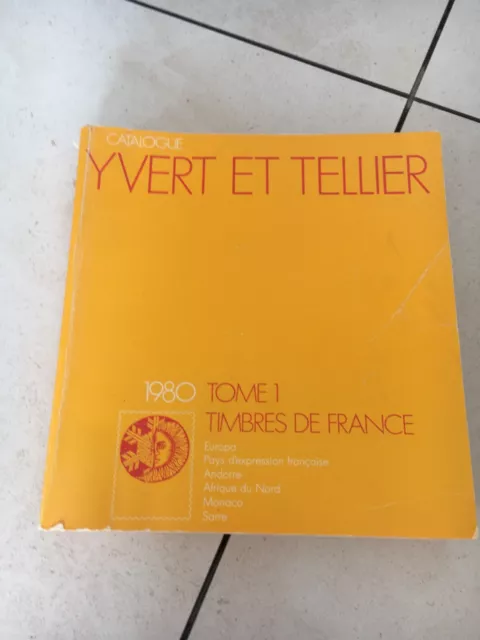 CATALOGUE
YVERT ET TELLIER
1980 TOME 1
TIMBRES DE FRANCE
Europa
Pays d'expression française
Andorre
Afrique du Nord
Monaco
Sarre